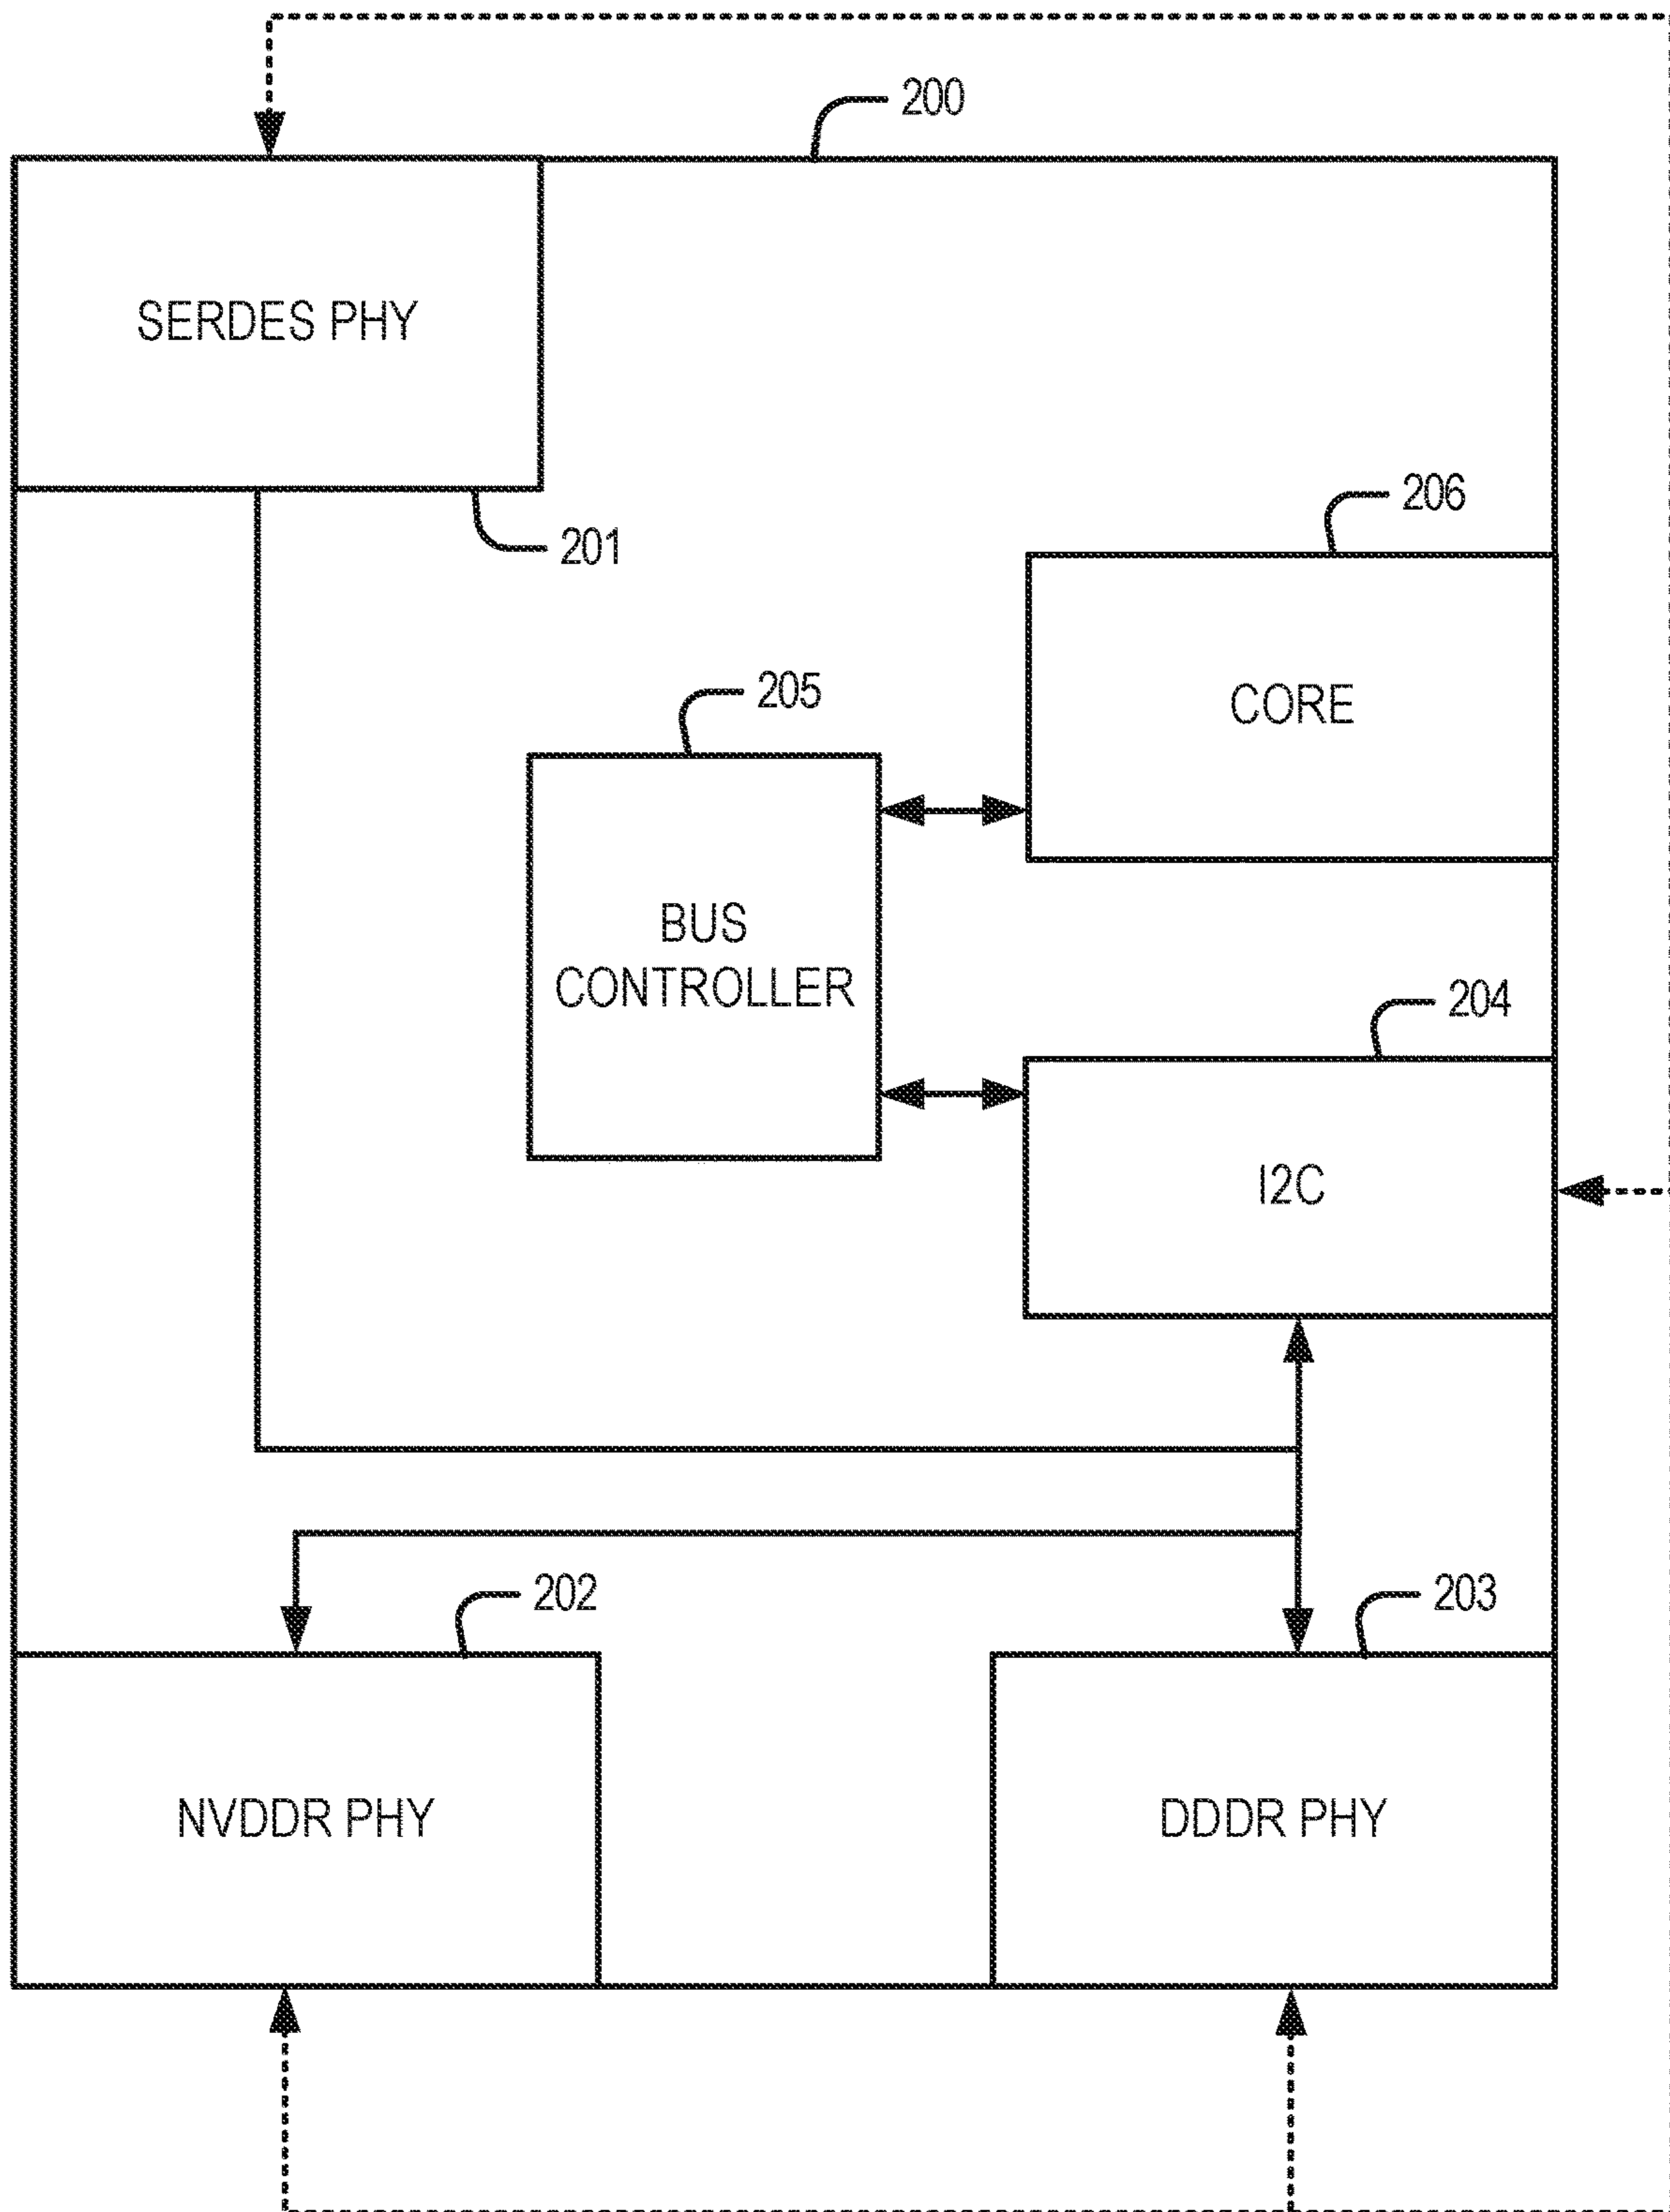 200
SERDES PHY
201
206
CORE
205
BUS
CONTROLLER
204
I2C
202
203
NVDDR PHY
DDDR PHY